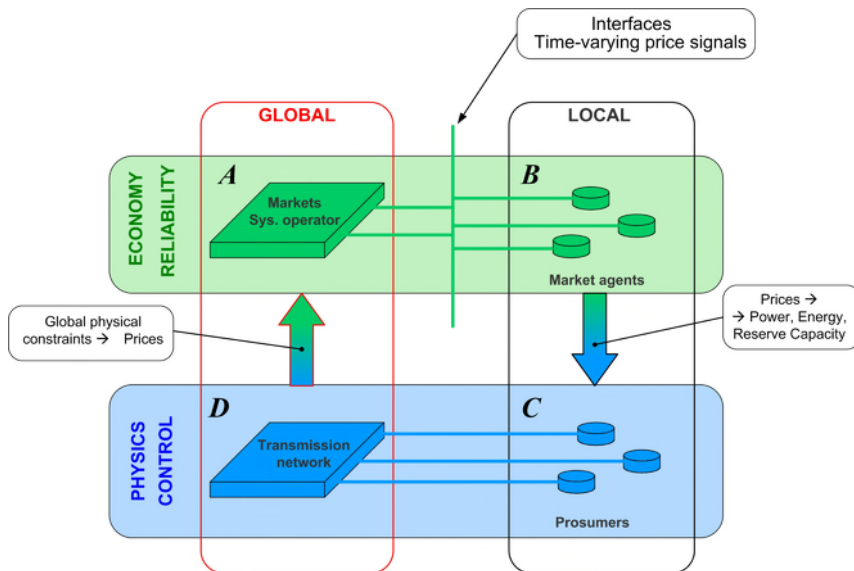 Interfaces
Time-varying price signals
GLOBAL
LOCAL
ECONOMY
RELIABILITY
A
Markets
Sys. operator
B
Market agents
Global physical
constraints → Prices
Prices →
→ Power, Energy,
Reserve Capacity
PHYSICS
CONTROL
D
Transmission
network
C
Prosumers